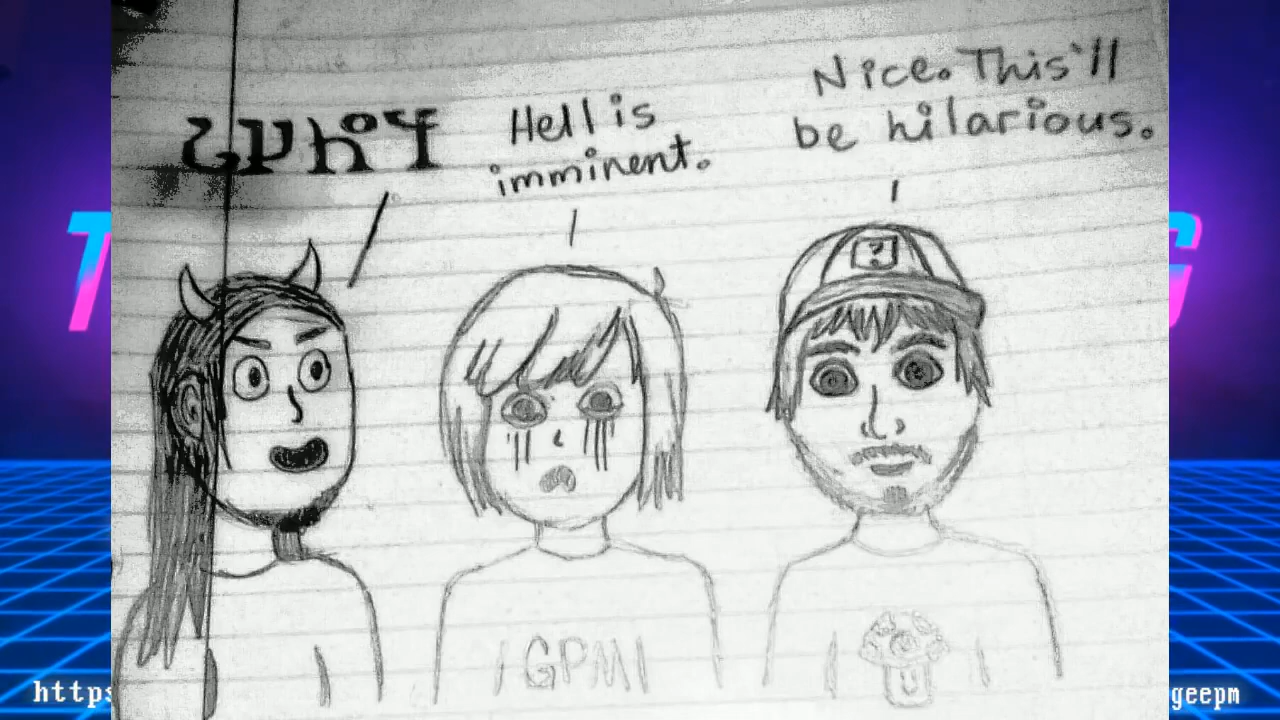 Hell is
imminent.
Nice. This'll
be hilarious.
?
GPM
https
geepm